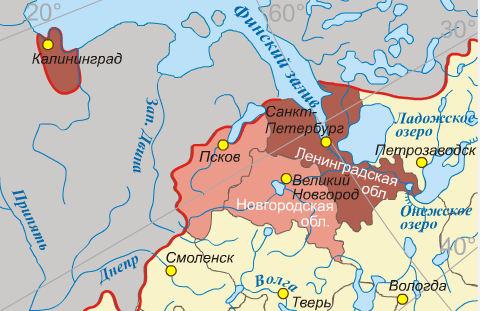 20°
60°
30°
Калининград
Финский залив
Зап. Двина
Санкт-
Петербург
Ладожское
озеро
Петрозаводск
Псков
Ленинградская
обл.
Великий
Новгород
Новгородская
обл.
Онежское
озеро
Припять
Днепр
40°
Смоленск
Волга
Вологда
Тверь